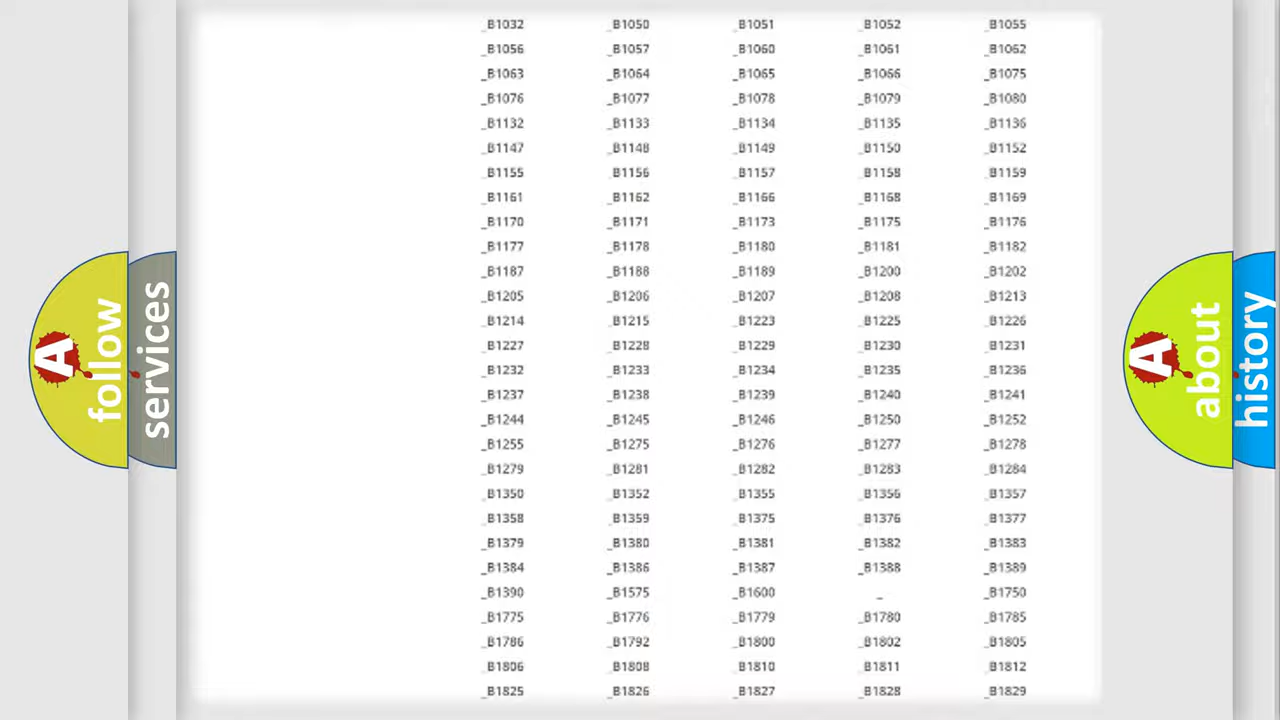 _B1032 _B1050 _B1051 _B1052 _B1055
_B1056 _B1057 _B1060 _B1061 _B1062
_B1063 _B1064 _B1065 _B1066 _B1075
_B1076 _B1077 _B1078 _B1079 _B1080
_B1132 _B1133 _B1134 _B1135 _B1136
_B1147 _B1148 _B1149 _B1150 _B1152
_B1155 _B1156 _B1157 _B1158 _B1159
_B1161 _B1162 _B1166 _B1168 _B1169
_B1170 _B1171 _B1173 _B1175 _B1176
_B1177 _B1178 _B1180 _B1181 _B1182
_B1187 _B1188 _B1189 _B1200 _B1202
_B1205 _B1206 _B1207 _B1208 _B1213
_B1214 _B1215 _B1223 _B1225 _B1226
_B1227 _B1228 _B1229 _B1230 _B1231
_B1232 _B1233 _B1234 _B1235 _B1236
_B1237 _B1238 _B1239 _B1240 _B1241
_B1244 _B1245 _B1246 _B1250 _B1252
_B1255 _B1275 _B1276 _B1277 _B1278
_B1279 _B1281 _B1282 _B1283 _B1284
_B1350 _B1352 _B1355 _B1356 _B1357
_B1358 _B1359 _B1375 _B1376 _B1377
_B1379 _B1380 _B1381 _B1382 _B1383
_B1384 _B1386 _B1387 _B1388 _B1389
_B1390 _B1575 _B1600 _ _B1750
_B1775 _B1776 _B1779 _B1780 _B1785
_B1786 _B1792 _B1800 _B1802 _B1805
_B1806 _B1808 _B1810 _B1811 _B1812
_B1825 _B1826 _B1827 _B1828 _B1829
A follow
services
A about
history